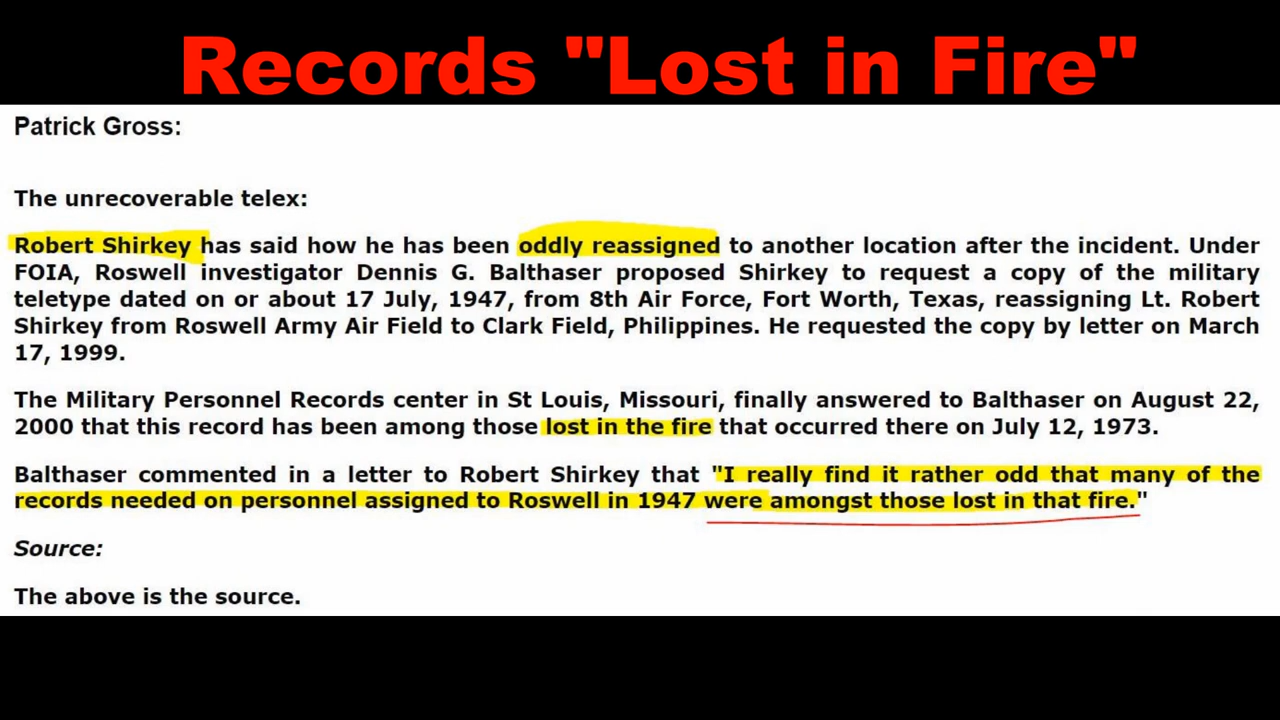 Records "Lost in Fire"
Patrick Gross:
The unrecoverable telex:
Robert Shirkey has said how he has been oddly reassigned to another location after the incident. Under
FOIA, Roswell investigator Dennis G. Balthaser proposed Shirkey to request a copy of the military
teletype dated on or about 17 July, 1947, from 8th Air Force, Fort Worth, Texas, reassigning Lt. Robert
Shirkey from Roswell Army Air Field to Clark Field, Philippines. He requested the copy by letter on March
17, 1999.
The Military Personnel Records center in St Louis, Missouri, finally answered to Balthaser on August 22,
2000 that this record has been among those lost in the fire that occurred there on July 12, 1973.
Balthaser commented in a letter to Robert Shirkey that "I really find it rather odd that many of the
records needed on personnel assigned to Roswell in 1947 were amongst those lost in that fire."
Source:
The above is the source.